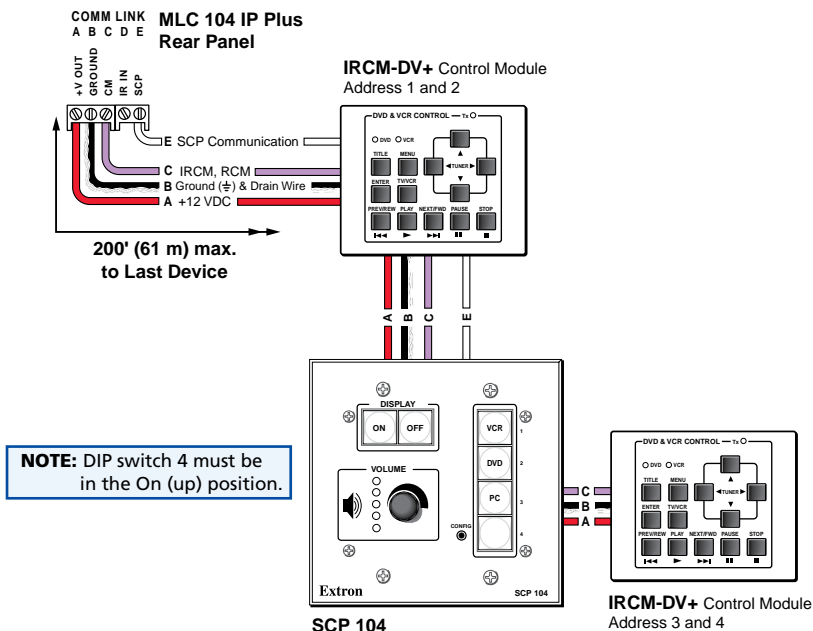 COMM LINK
A B C D E
MLC 104 IP Plus
Rear Panel
+V OUT
GROUND
CM
IR IN
SCP
E SCP Communication
C IRCM, RCM
B Ground (⏚) & Drain Wire
A +12 VDC
200' (61 m) max.
to Last Device
IRCM-DV+ Control Module
Address 1 and 2
DVD & VCR CONTROL Tx
DVD VCR
TITLE MENU
TUNER
ENTER TV/VCR
PREV/REW PLAY NEXT/FWD PAUSE STOP
A B C E
DISPLAY
ON OFF
VOLUME
VCR 1
DVD 2
PC 3
4
CONFIG
Extron
SCP 104
SCP 104
NOTE: DIP switch 4 must be
in the On (up) position.
C
B
A
DVD & VCR CONTROL Tx
DVD VCR
TITLE MENU
TUNER
ENTER TV/VCR
PREV/REW PLAY NEXT/FWD PAUSE STOP
IRCM-DV+ Control Module
Address 3 and 4